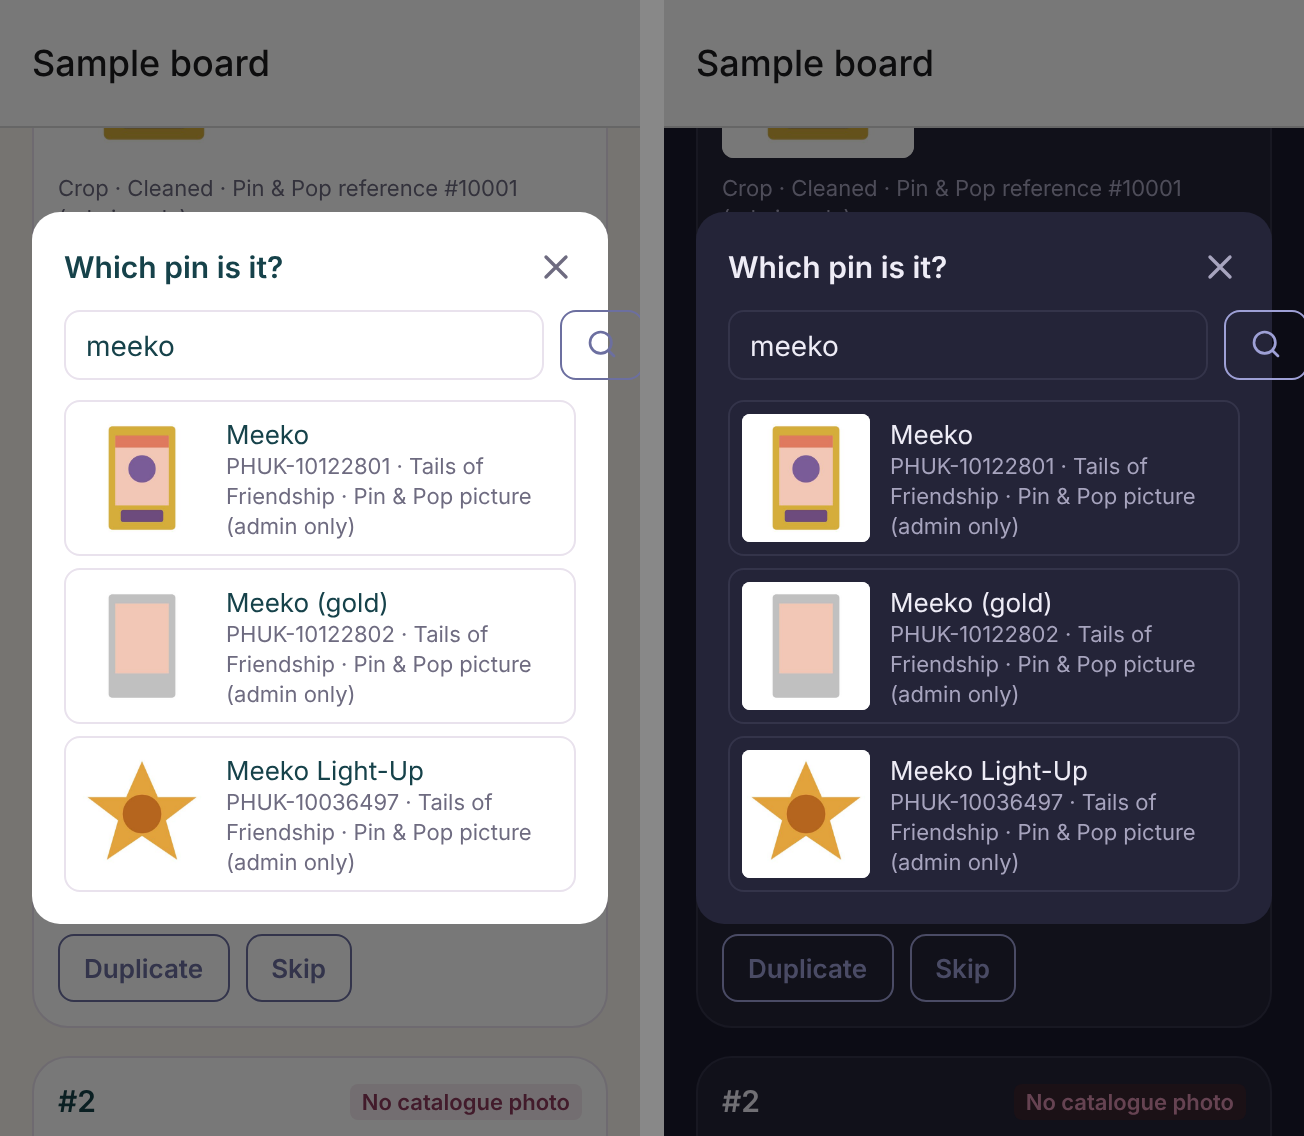 Sample board
Crop · Cleaned · Pin & Pop reference #10001
Which pin is it?
meeko
Meeko
PHUK-10122801 · Tails of
Friendship · Pin & Pop picture
(admin only)
Meeko (gold)
PHUK-10122802 · Tails of
Friendship · Pin & Pop picture
(admin only)
Meeko Light-Up
PHUK-10036497 · Tails of
Friendship · Pin & Pop picture
(admin only)
Duplicate
Skip
#2
No catalogue photo
Sample board
Crop · Cleaned · Pin & Pop reference #10001
Which pin is it?
meeko
Meeko
PHUK-10122801 · Tails of
Friendship · Pin & Pop picture
(admin only)
Meeko (gold)
PHUK-10122802 · Tails of
Friendship · Pin & Pop picture
(admin only)
Meeko Light-Up
PHUK-10036497 · Tails of
Friendship · Pin & Pop picture
(admin only)
Duplicate
Skip
#2
No catalogue photo